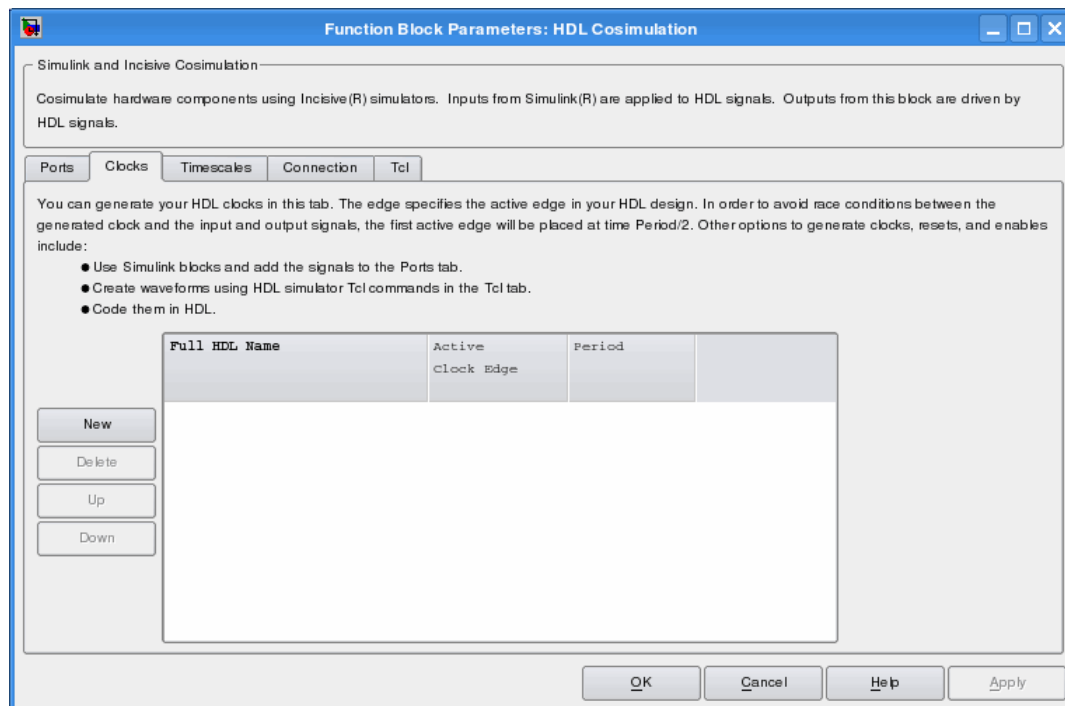 Function Block Parameters: HDL Cosimulation
Simulink and Incisive Cosimulation
Cosimulate hardware components using Incisive(R) simulators. Inputs from Simulink(R) are applied to HDL signals. Outputs from this block are driven by
HDL signals.
Ports Clocks Timescales Connection Tcl
You can generate your HDL clocks in this tab. The edge specifies the active edge in your HDL design. In order to avoid race conditions between the
generated clock and the input and output signals, the first active edge will be placed at time Period/2. Other options to generate clocks, resets, and enables
include:
● Use Simulink blocks and add the signals to the Ports tab.
● Create waveforms using HDL simulator Tcl commands in the Tcl tab.
● Code them in HDL.
Full HDL Name Active Period
Clock Edge
New
Delete
Up
Down
OK Cancel Help Apply